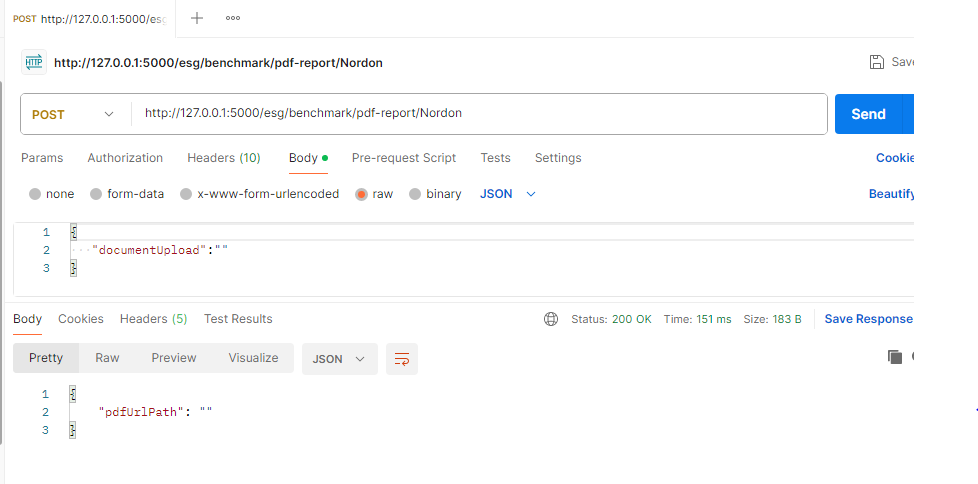 POST http://127.0.0.1:5000/esg
HTTP http://127.0.0.1:5000/esg/benchmark/pdf-report/Nordon Save
POST http://127.0.0.1:5000/esg/benchmark/pdf-report/Nordon Send
Params Authorization Headers (10) Body Pre-request Script Tests Settings Cookie
none form-data x-www-form-urlencoded raw binary JSON Beautify
1 {
2 "documentUpload":""
3 }
Body Cookies Headers (5) Test Results Status: 200 OK Time: 151 ms Size: 183 B Save Response
Pretty Raw Preview Visualize JSON
1 {
2 "pdfUrlPath": ""
3 }